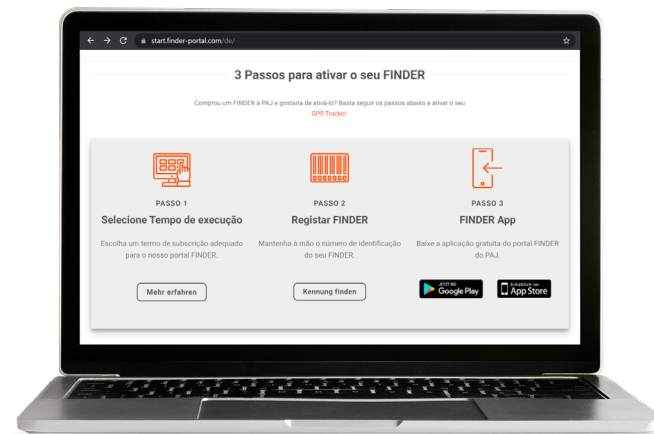 start.finder-portal.com/de/
3 Passos para ativar o seu FINDER
Comprou um FINDER à PAJ e gostaria de ativá-lo? Basta seguir os passos abaixo e ativar o seu
GPS Tracker
PASSO 1
Selecione Tempo de execução
Escolha um termo de subscrição adequado
para o nosso portal FINDER.
Mehr erfahren
PASSO 2
Registar FINDER
Mantenha à mão o número de identificação
do seu FINDER.
Kennung finden
PASSO 3
FINDER App
Baixe a aplicação gratuita do portal FINDER
do PAJ.
JETZT BEI
Google Play
Erhältlich im
App Store